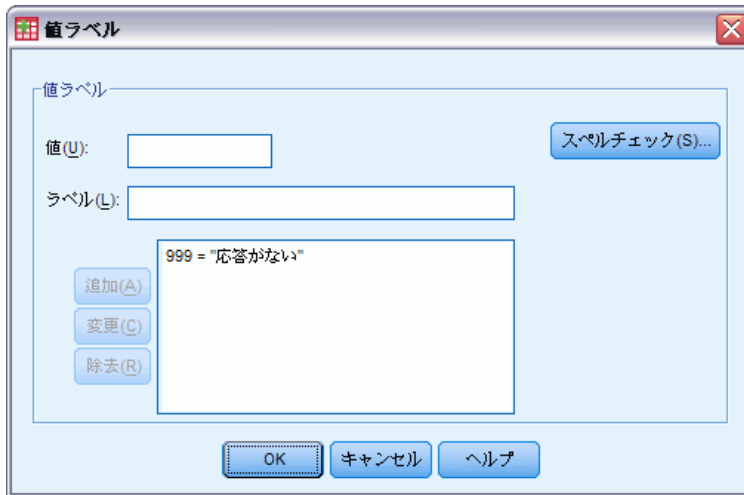 値ラベル
値ラベル
値(U):
スペルチェック(S)...
ラベル(L):
999 = "応答がない"
追加(A)
変更(C)
除去(R)
OK
キャンセル
ヘルプ